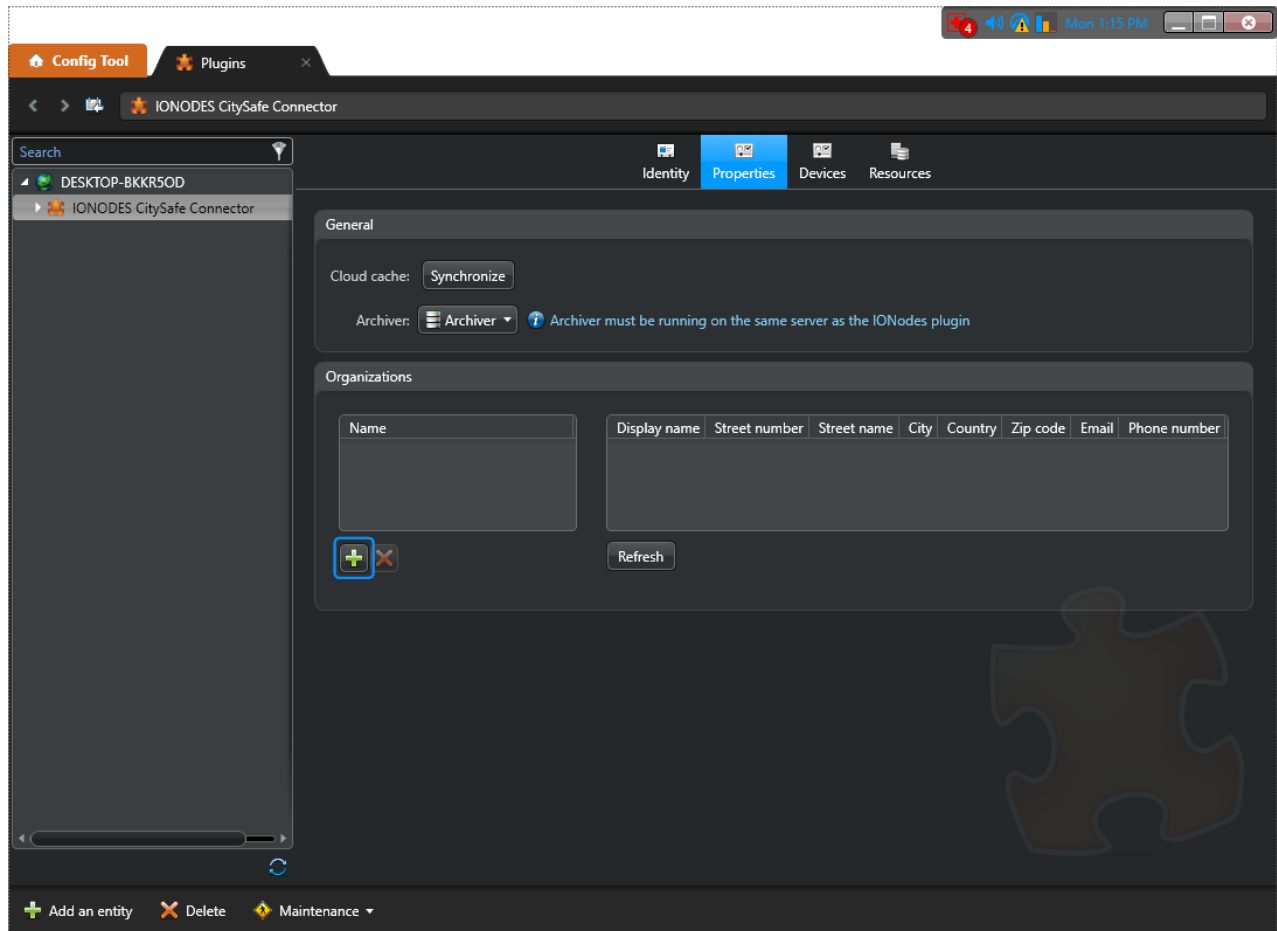 4 Mon 1:15 PM
Config Tool Plugins
IONODES CitySafe Connector
Search
DESKTOP-BKKR5OD
IONODES CitySafe Connector
Identity Properties Devices Resources
General
Cloud cache: Synchronize
Archiver: Archiver Archiver must be running on the same server as the IONodes plugin
Organizations
Name Display name Street number Street name City Country Zip code Email Phone number
Refresh
Add an entity Delete Maintenance